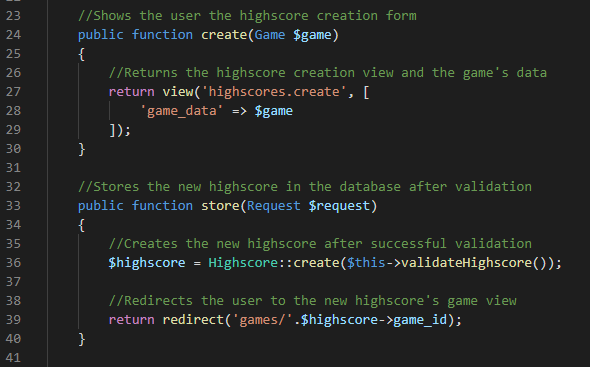 23 //Shows the user the highscore creation form
24 public function create(Game $game)
25 {
26 //Returns the highscore creation view and the game's data
27 return view('highscores.create', [
28 'game_data' => $game
29 ]);
30 }
31
32 //Stores the new highscore in the database after validation
33 public function store(Request $request)
34 {
35 //Creates the new highscore after successful validation
36 $highscore = Highscore::create($this->validateHighscore());
37
38 //Redirects the user to the new highscore's game view
39 return redirect('games/'.$highscore->game_id);
40 }
41